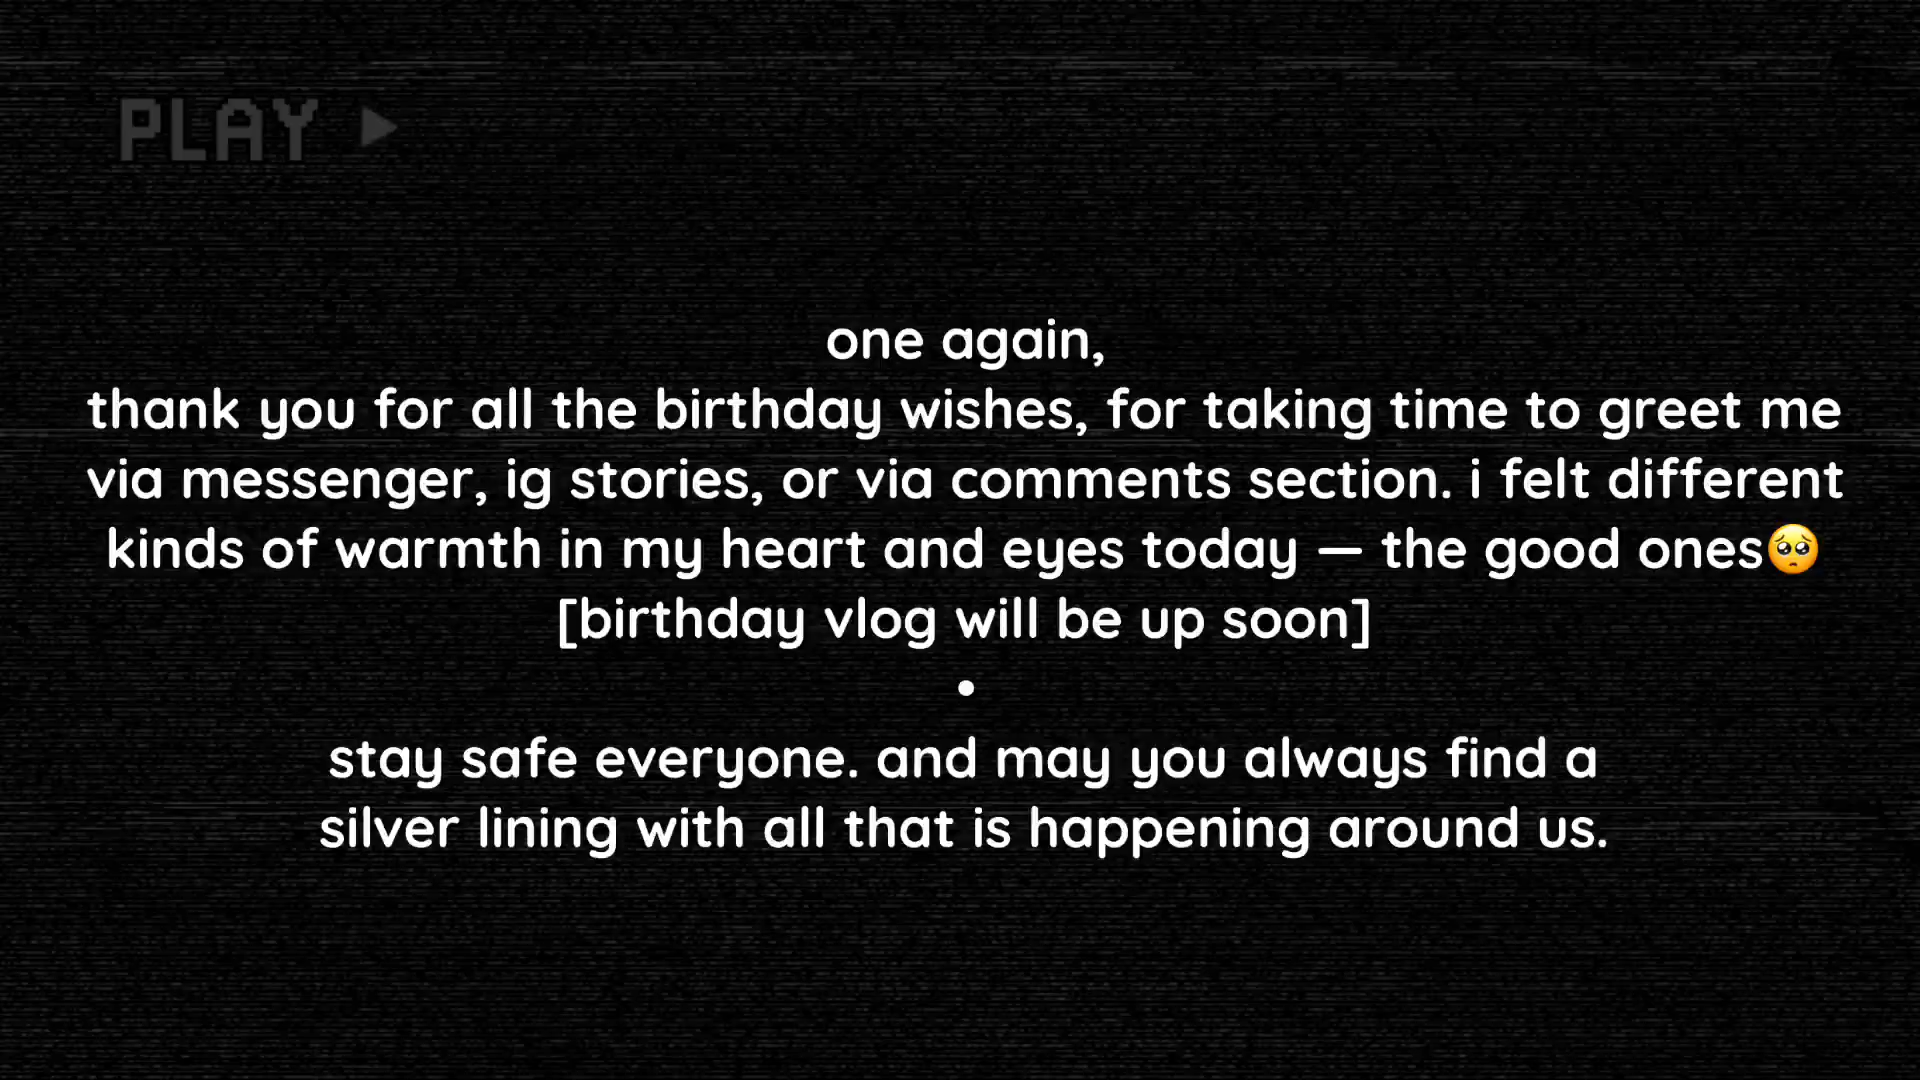 PLAY ▶
one again,
thank you for all the birthday wishes, for taking time to greet me
via messenger, ig stories, or via comments section. i felt different
kinds of warmth in my heart and eyes today — the good ones🥺
[birthday vlog will be up soon]
•
stay safe everyone. and may you always find a
silver lining with all that is happening around us.